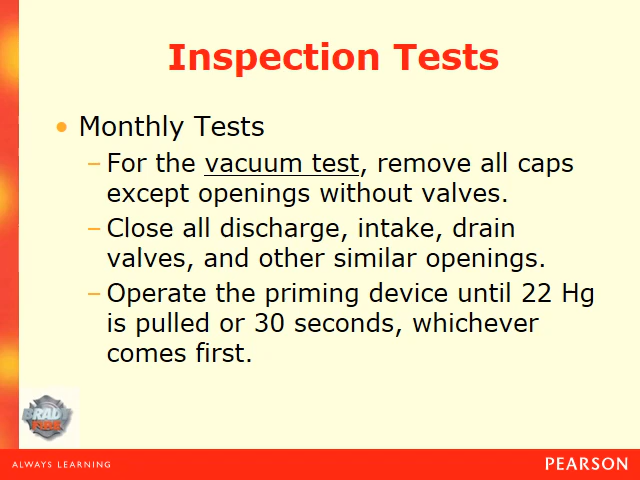 Inspection Tests
• Monthly Tests
– For the vacuum test, remove all caps
except openings without valves.
– Close all discharge, intake, drain
valves, and other similar openings.
– Operate the priming device until 22 Hg
is pulled or 30 seconds, whichever
comes first.
BRADY
FIRE
ALWAYS LEARNING
PEARSON